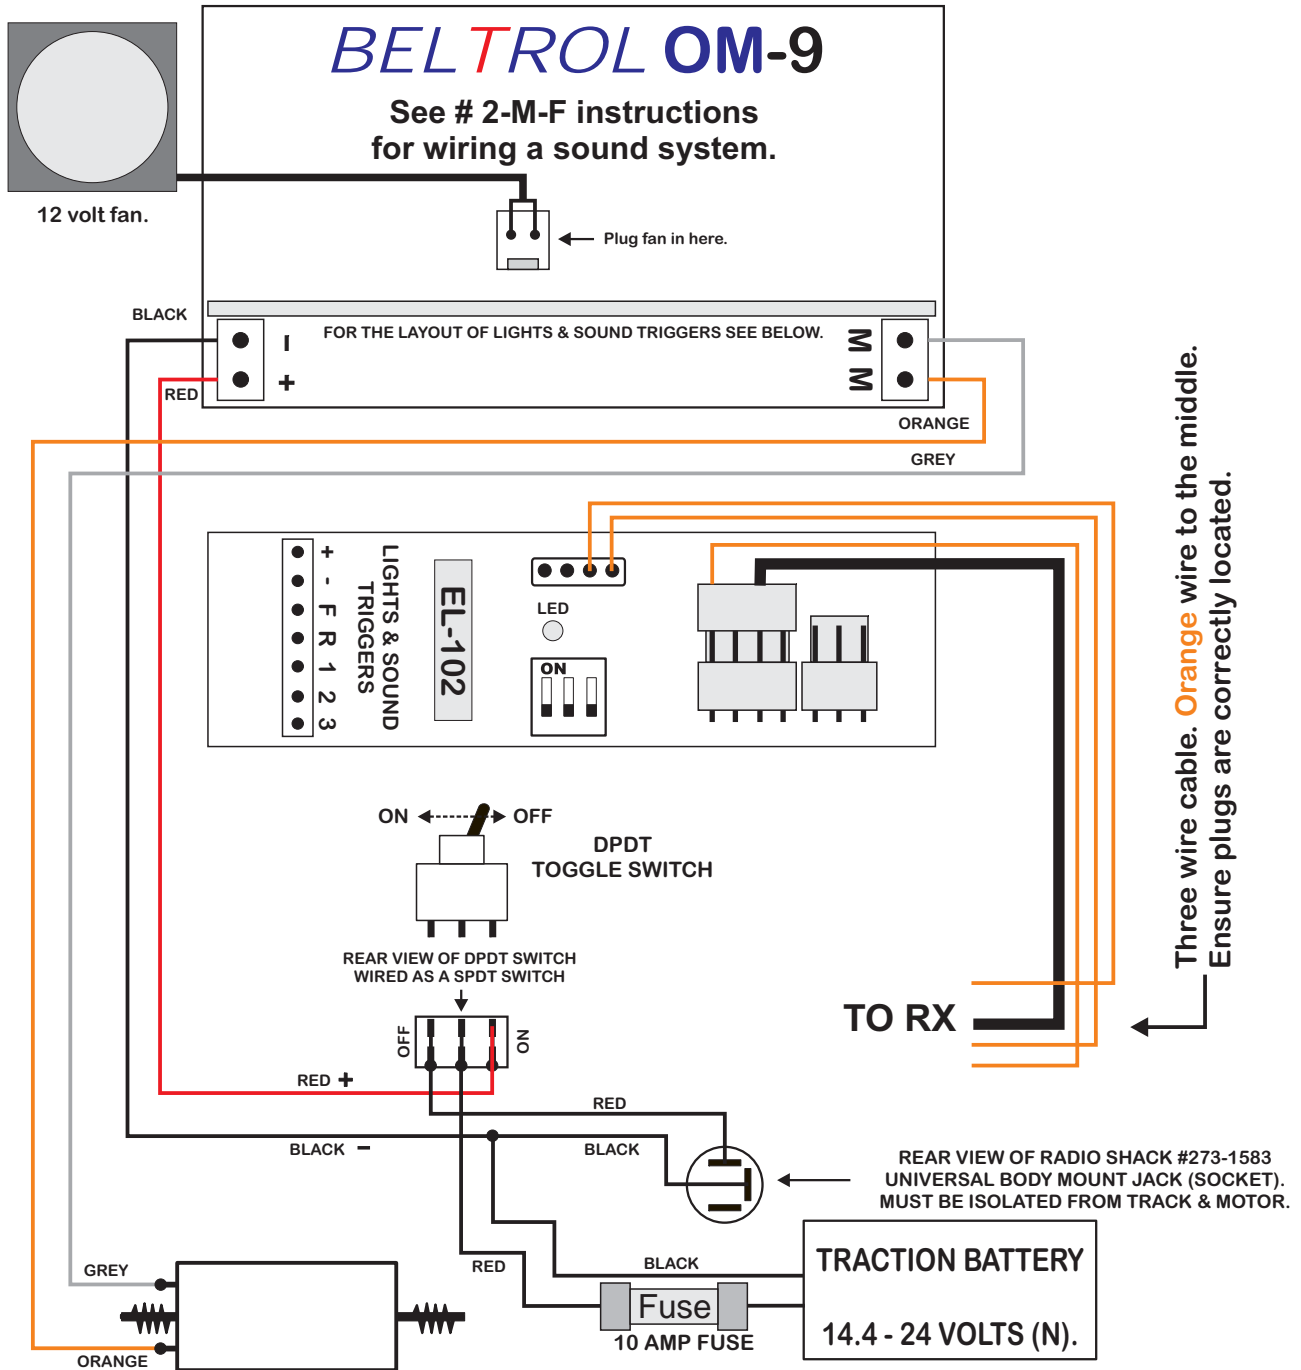 BELTROL OM-9
See # 2-M-F instructions
for wiring a sound system.
12 volt fan.
Plug fan in here.
BLACK
FOR THE LAYOUT OF LIGHTS & SOUND TRIGGERS SEE BELOW.
-
+
M
M
RED
ORANGE
GREY
Three wire cable. Orange wire to the middle.
Ensure plugs are correctly located.
+
-
F
R
1
2
3
LIGHTS & SOUND
TRIGGERS
EL-102
LED
ON
ON
OFF
DPDT
TOGGLE SWITCH
REAR VIEW OF DPDT SWITCH
WIRED AS A SPDT SWITCH
OFF
ON
TO RX
RED +
RED
BLACK -
BLACK
REAR VIEW OF RADIO SHACK #273-1583
UNIVERSAL BODY MOUNT JACK (SOCKET).
MUST BE ISOLATED FROM TRACK & MOTOR.
GREY
RED
BLACK
TRACTION BATTERY
14.4 - 24 VOLTS (N).
Fuse
10 AMP FUSE
ORANGE